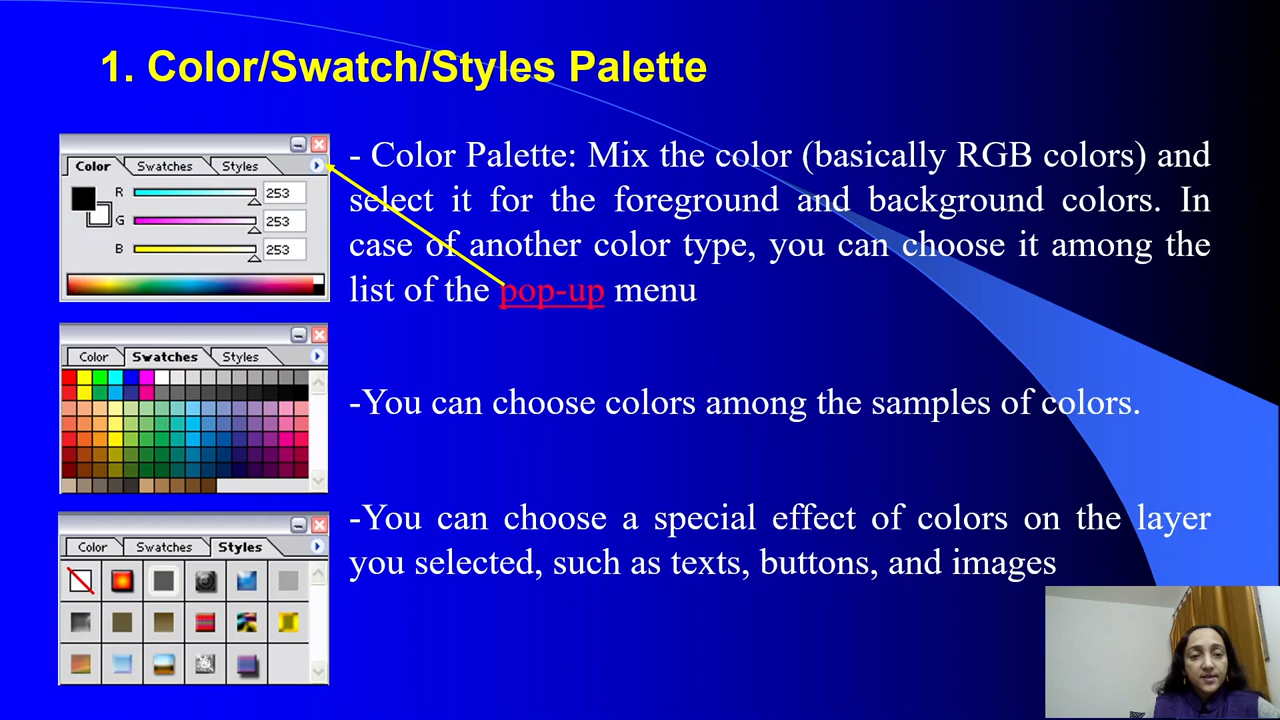 1. Color/Swatch/Styles Palette
Color Swatches Styles
R 253
G 253
B 253
- Color Palette: Mix the color (basically RGB colors) and
select it for the foreground and background colors. In
case of another color type, you can choose it among the
list of the pop-up menu
Color Swatches Styles
-You can choose colors among the samples of colors.
Color Swatches Styles
-You can choose a special effect of colors on the layer
you selected, such as texts, buttons, and images